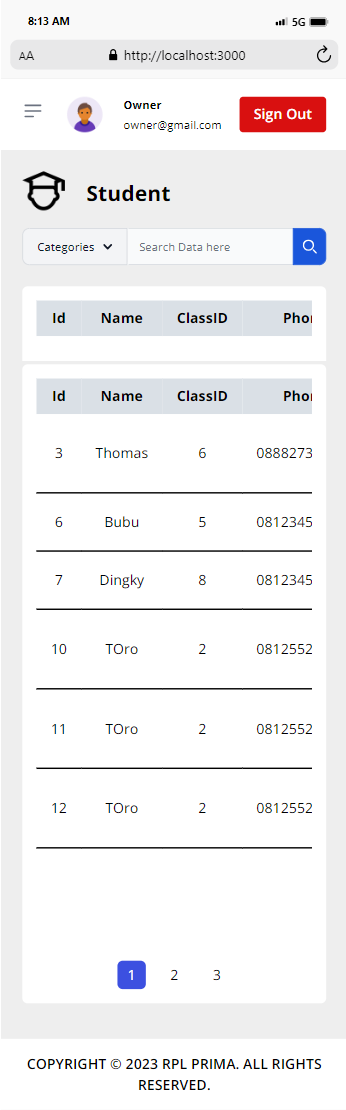 8:13 AM 5G
AA http://localhost:3000
Owner
owner@gmail.com
Sign Out
Student
Categories Search Data here
Id Name ClassID Phon
Id Name ClassID Phon
3 Thomas 6 0888273
6 Bubu 5 0812345
7 Dingky 8 0812345
10 TOro 2 0812552
11 TOro 2 0812552
12 TOro 2 0812552
1 2 3
COPYRIGHT © 2023 RPL PRIMA. ALL RIGHTS
RESERVED.